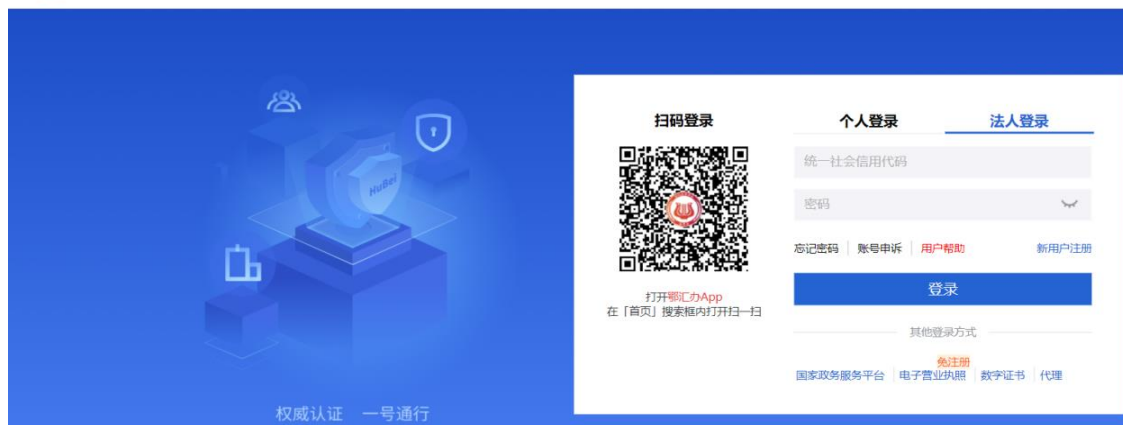 HuBei
权威认证 一号通行
扫码登录
打开鄂汇办App
在「首页」搜索框内打开扫一扫
个人登录 法人登录
统一社会信用代码
密码
忘记密码 账号申诉 用户帮助 新用户注册
登录
其他登录方式
免注册
国家政务服务平台 电子营业执照 数字证书 代理